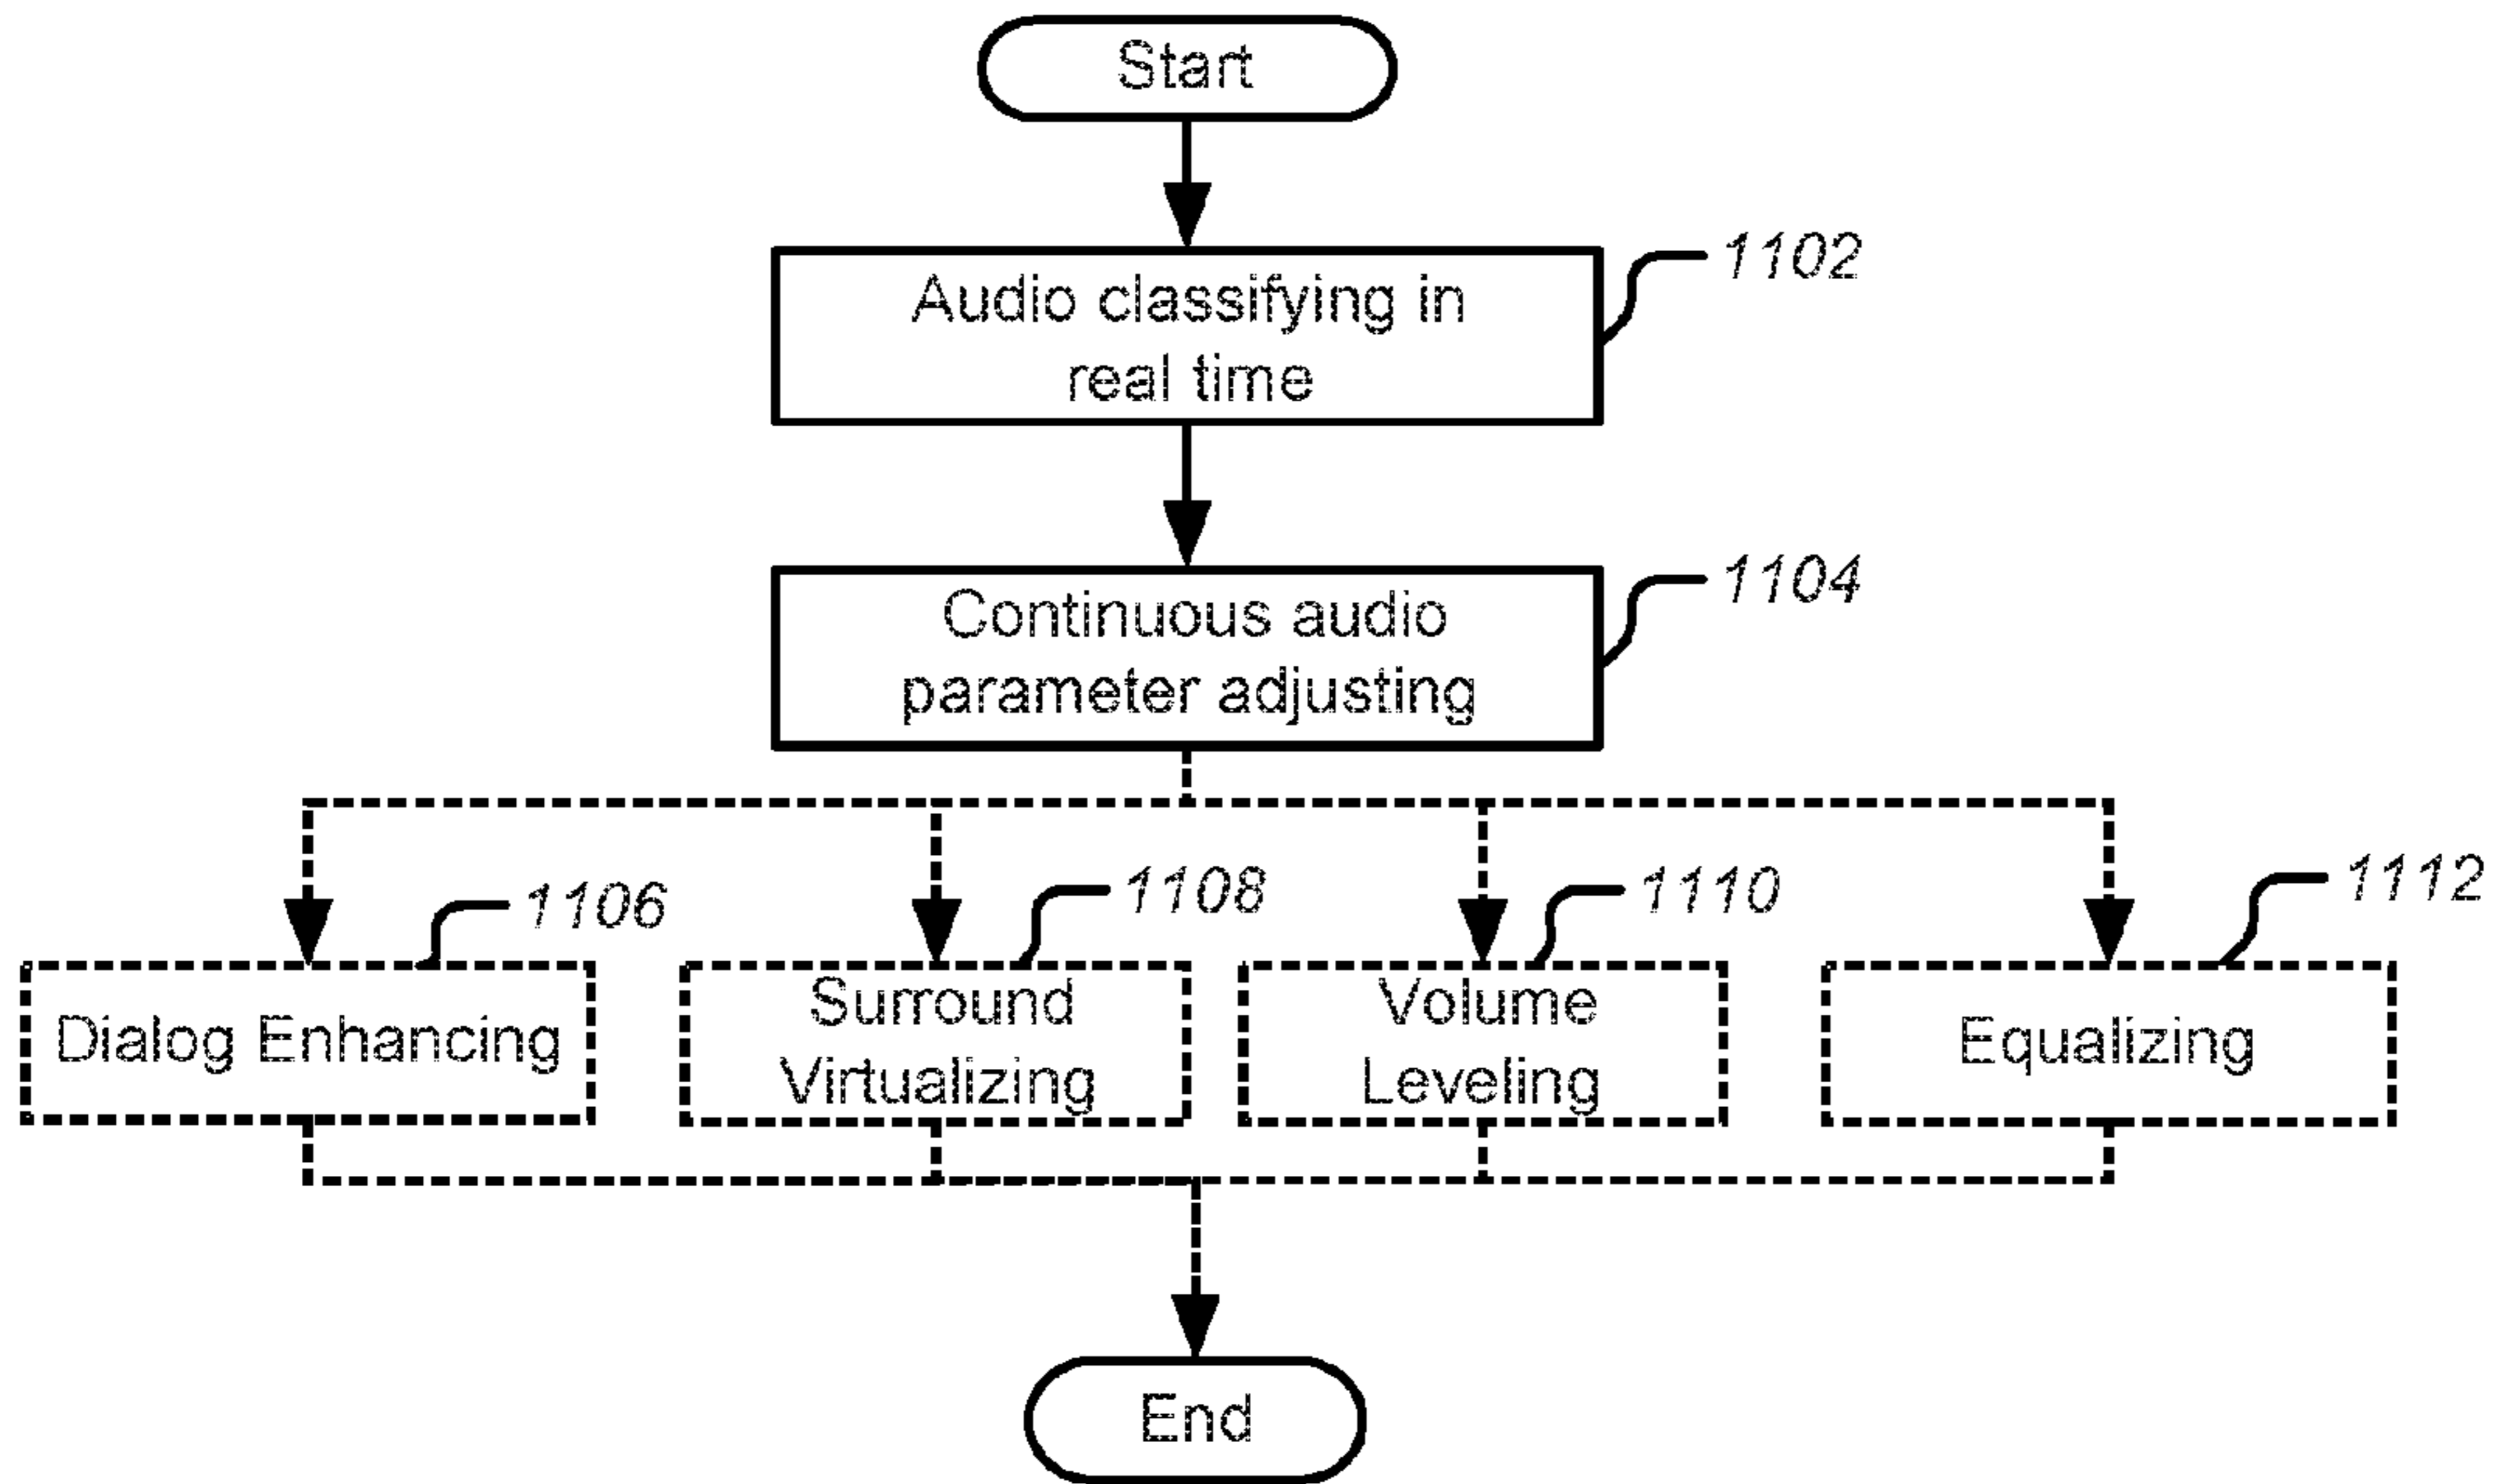 Start
Audio classifying in
real time
1102
Continuous audio
parameter adjusting
1104
1106
1108
1110
1112
Dialog Enhancing
Surround
Virtualizing
Volume
Leveling
Equalizing
End